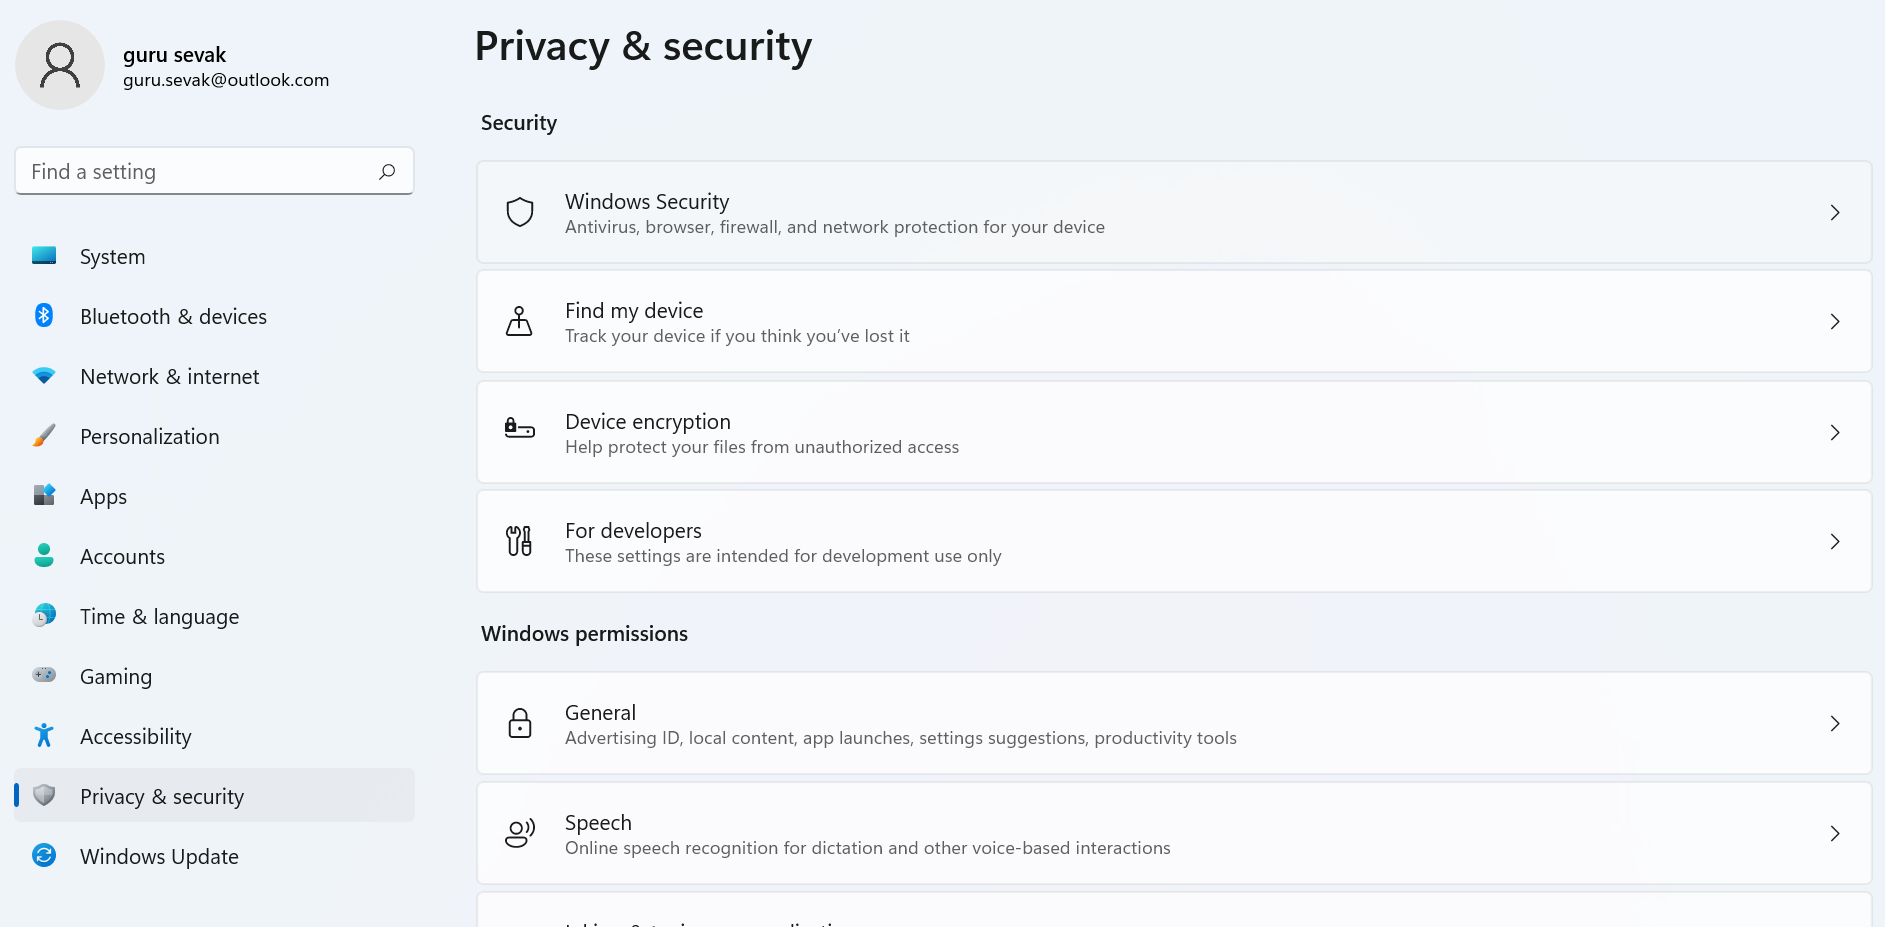 guru sevak
guru.sevak@outlook.com
Find a setting
System
Bluetooth & devices
Network & internet
Personalization
Apps
Accounts
Time & language
Gaming
Accessibility
Privacy & security
Windows Update
Privacy & security
Security
Windows Security
Antivirus, browser, firewall, and network protection for your device
Find my device
Track your device if you think you’ve lost it
Device encryption
Help protect your files from unauthorized access
For developers
These settings are intended for development use only
Windows permissions
General
Advertising ID, local content, app launches, settings suggestions, productivity tools
Speech
Online speech recognition for dictation and other voice-based interactions